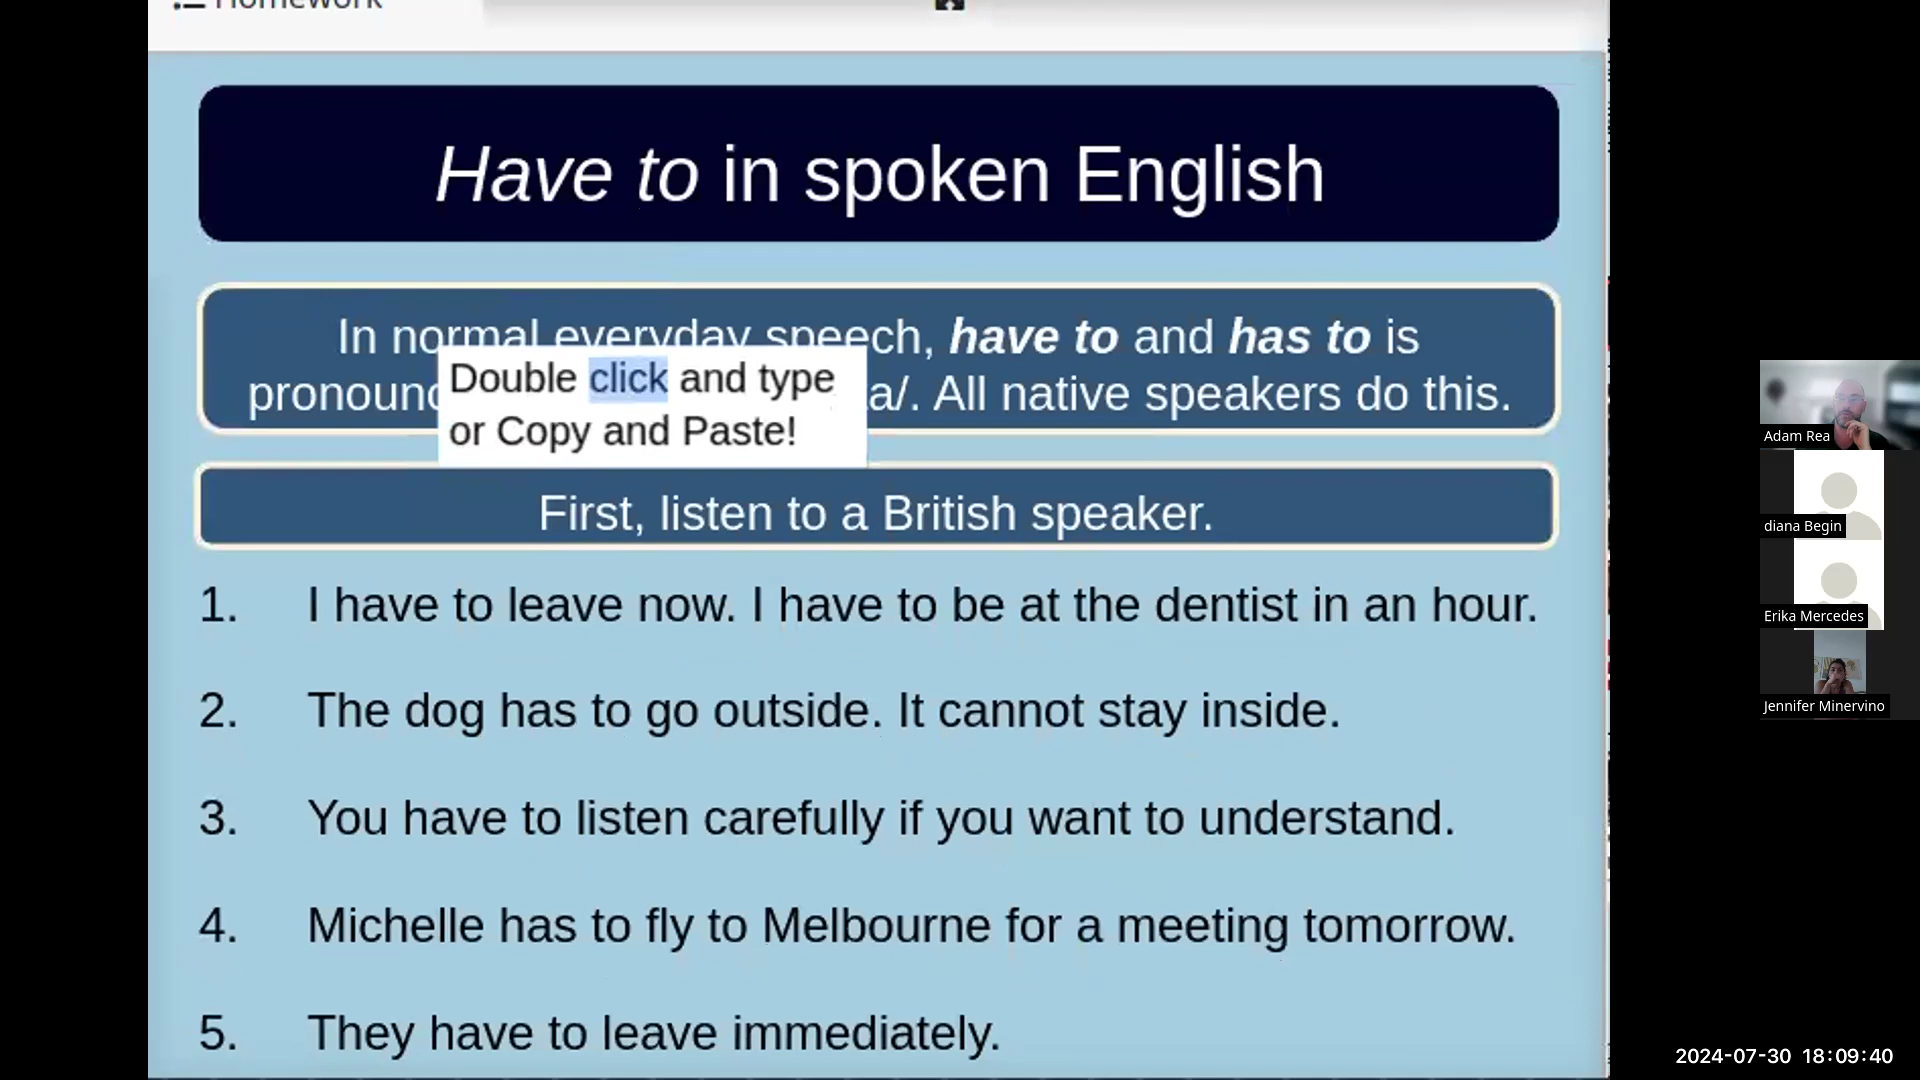 Homework
Have to in spoken English
In normal everyday speech, have to and has to is
Double click and type
or Copy and Paste!
ta/. All native speakers do this.
First, listen to a British speaker.
1. I have to leave now. I have to be at the dentist in an hour.
2. The dog has to go outside. It cannot stay inside.
3. You have to listen carefully if you want to understand.
4. Michelle has to fly to Melbourne for a meeting tomorrow.
5. They have to leave immediately.
Adam Rea
diana Begin
Erika Mercedes
Jennifer Minervino
2024-07-30 18:09:40